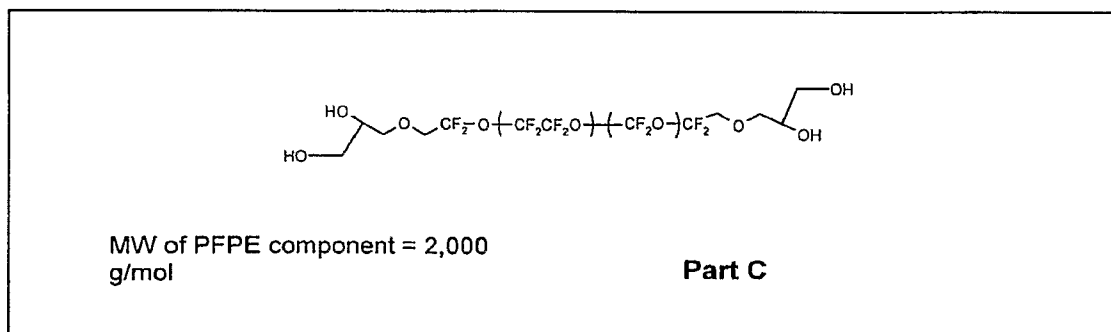 HO HO O CF2 O ( CF2CF2O ) ( CF2O ) CF2 O OH OH
MW of PFPE component = 2,000
g/mol
Part C